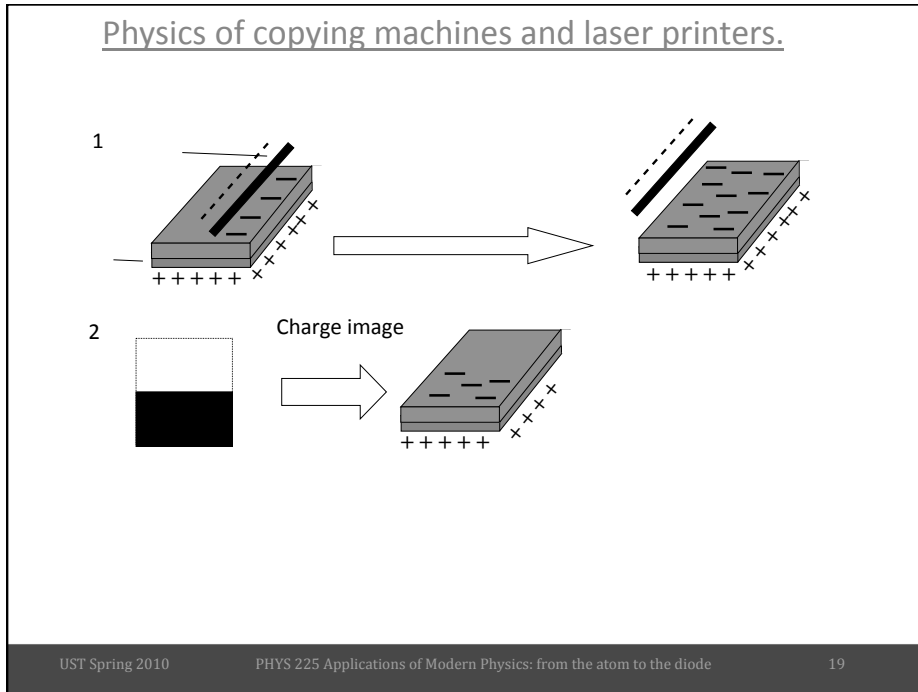 Physics of copying machines and laser printers.
1
+ + + + +
+ + + + + +
+ + + + +
+ + + + + +
2
Charge image
+ + + + +
+ + + + +
UST Spring 2010 PHYS 225 Applications of Modern Physics: from the atom to the diode 19